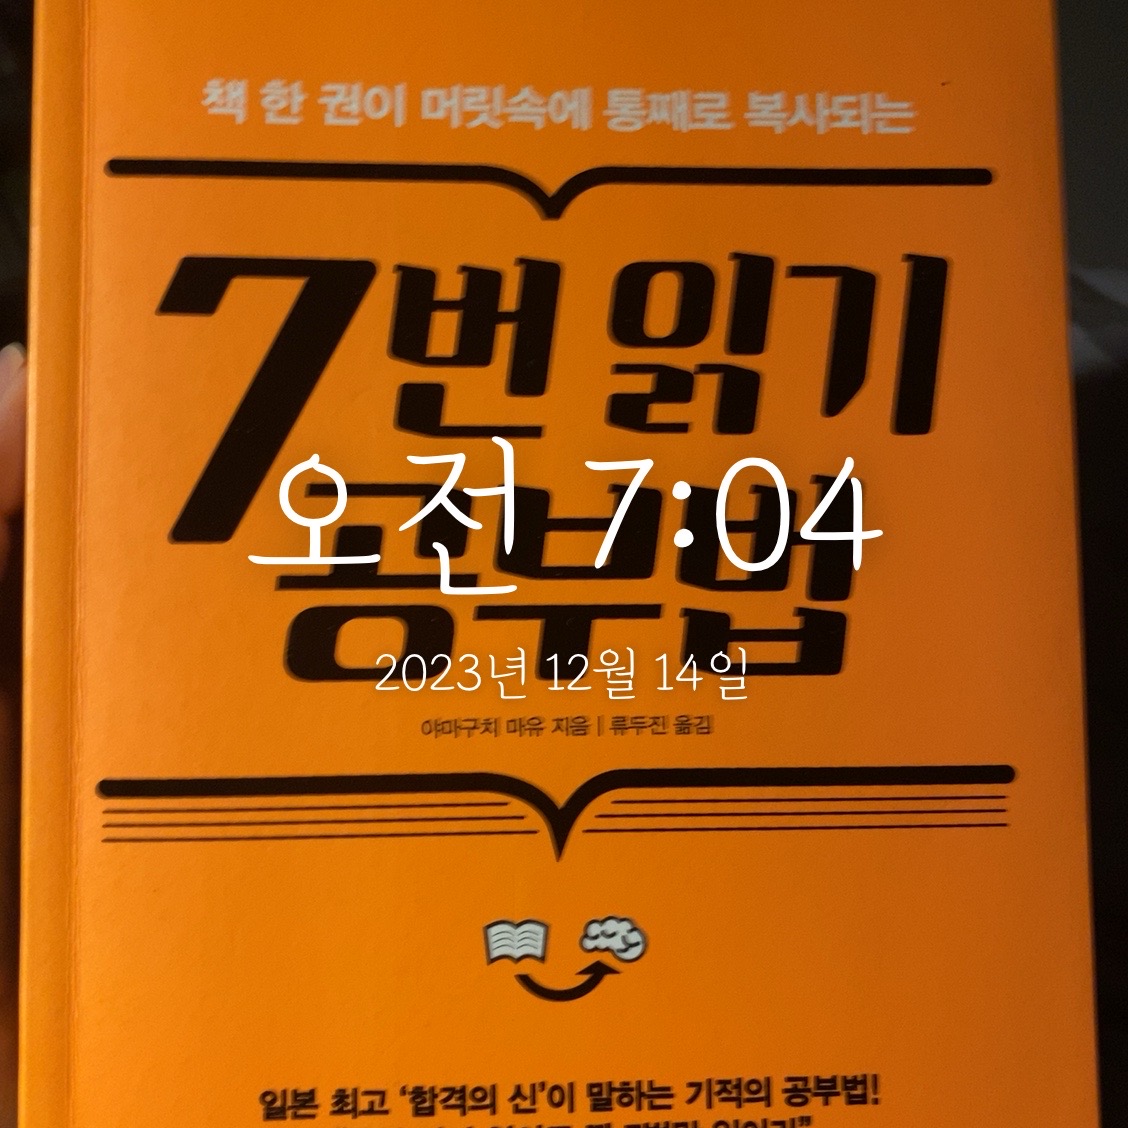 책 한 권이 머릿속에 통째로 복사되는
7번 읽기
공부법
오전 7:04
2023년 12월 14일
야마구치 마유 지음 | 류두진 옮김
일본 최고 '합격의 신'이 말하는 기적의 공부법!